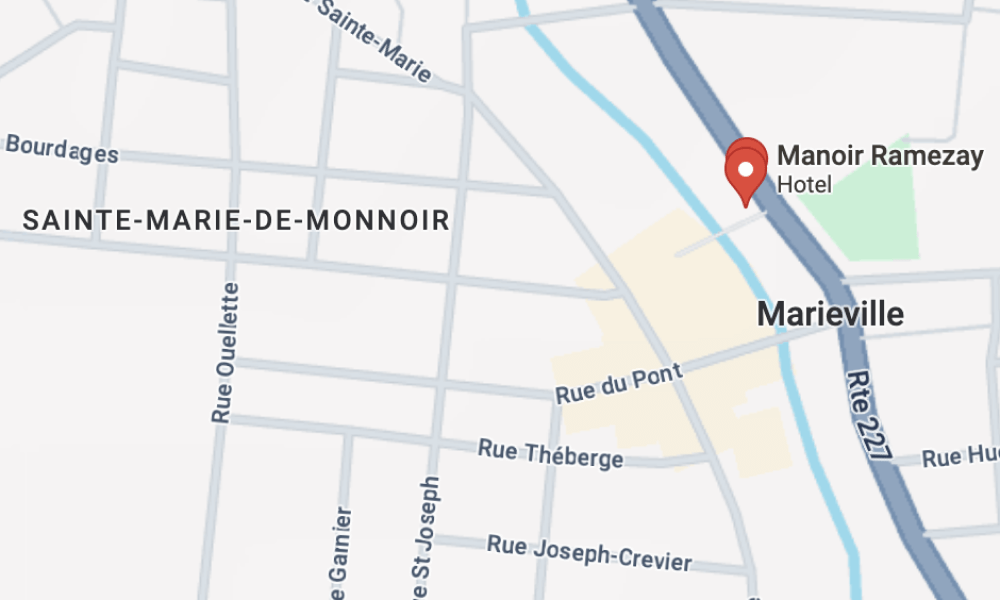 Sainte-Marie
Bourdages
Manoir Ramezay
Hotel
SAINTE-MARIE-DE-MONNOIR
Rue Ouellette
Marieville
Rue du Pont
Rte 227
Rue Théberge
Rue
St Joseph
Garnier
Rue Joseph-Crevier